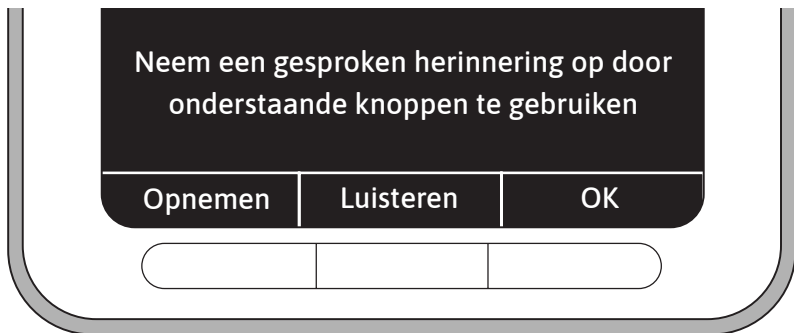 Neem een gesproken herinnering op door
onderstaande knoppen te gebruiken
Opnemen Luisteren OK